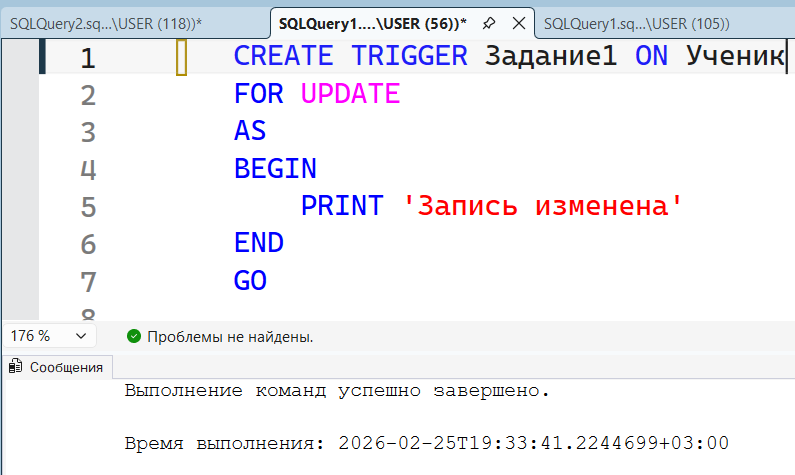 SQLQuery2.sq...\USER (118))*
SQLQuery1....\USER (56))*
SQLQuery1.sq...\USER (105))
1 CREATE TRIGGER Задание1 ON Ученик
2 FOR UPDATE
3 AS
4 BEGIN
5 PRINT 'Запись изменена'
6 END
7 GO
8
176 %
Проблемы не найдены.
Сообщения
Выполнение команд успешно завершено.
Время выполнения: 2026-02-25T19:33:41.2244699+03:00